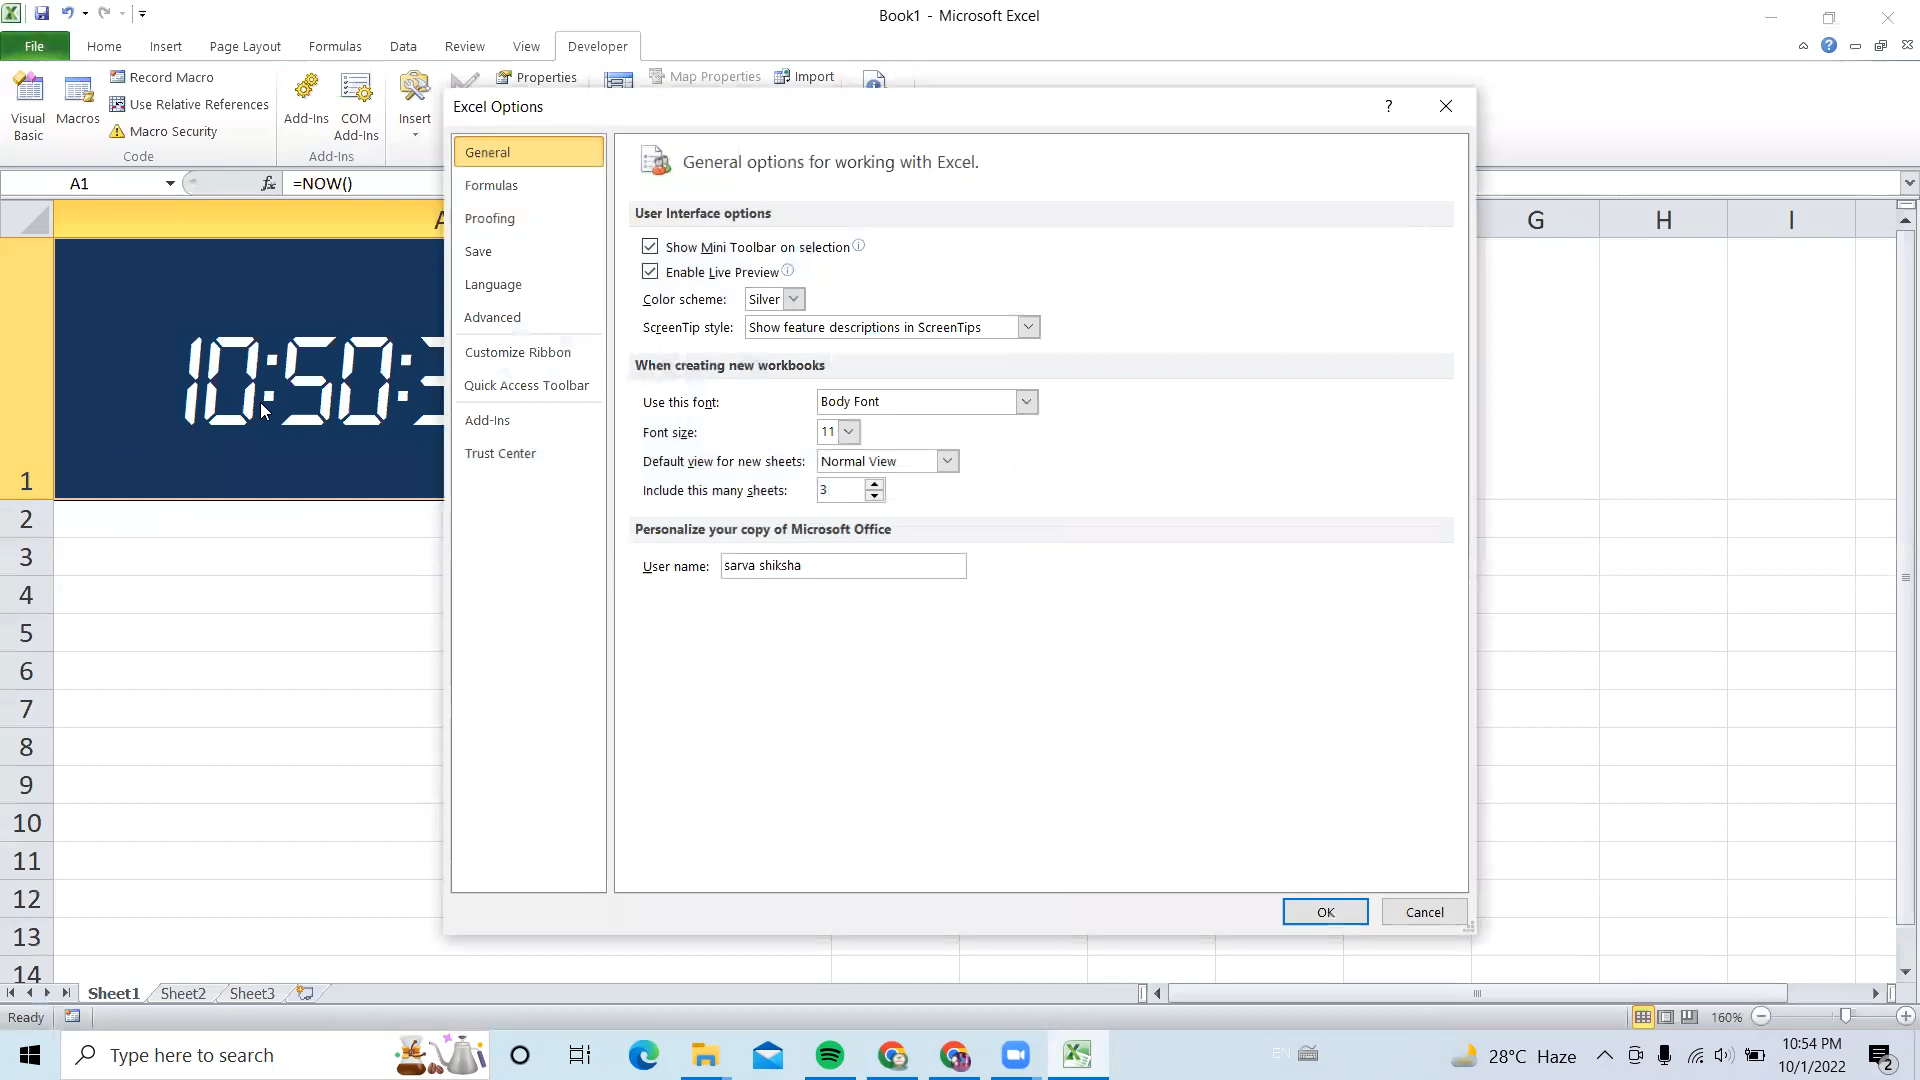 Book1 - Microsoft Excel
File Home Insert Page Layout Formulas Data Review View Developer
Visual Basic
Macros
Record Macro
Use Relative References
Macro Security
Code
Add-Ins
COM Add-Ins
Add-Ins
Insert
Properties
Map Properties
Import
A1
fx
=NOW()
G H I
10:50:
1
2
3
4
5
6
7
8
9
10
11
12
13
14
Excel Options
?
General
Formulas
Proofing
Save
Language
Advanced
Customize Ribbon
Quick Access Toolbar
Add-Ins
Trust Center
General options for working with Excel.
User Interface options
Show Mini Toolbar on selection
Enable Live Preview
Color scheme: Silver
ScreenTip style: Show feature descriptions in ScreenTips
When creating new workbooks
Use this font: Body Font
Font size: 11
Default view for new sheets: Normal View
Include this many sheets: 3
Personalize your copy of Microsoft Office
User name: sarva shiksha
OK Cancel
Sheet1 Sheet2 Sheet3
Ready
160%
Type here to search
EN
28°C Haze
10:54 PM
10/1/2022
2